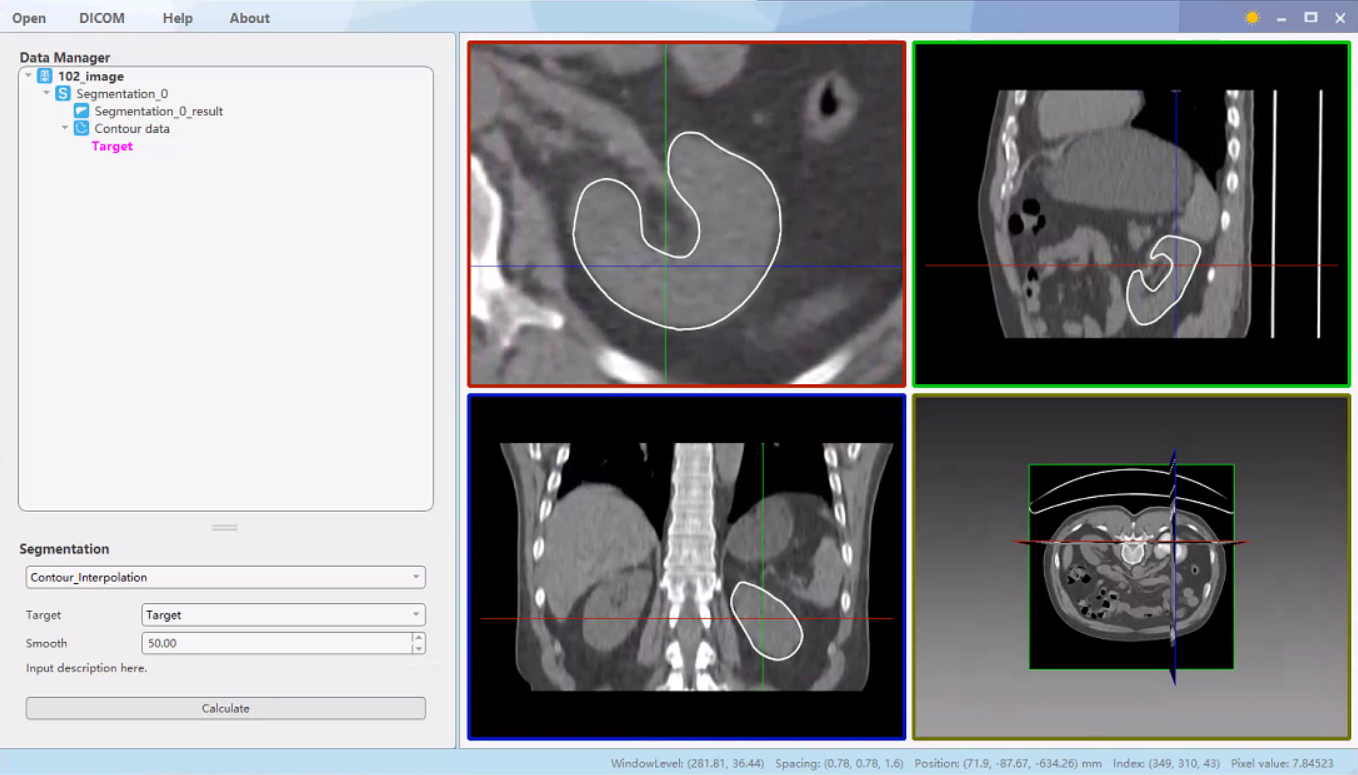 Open DICOM Help About
Data Manager
102_image
Segmentation_0
Segmentation_0_result
Contour data
Target
Segmentation
Contour_Interpolation
Target Target
Smooth 50.00
Input description here.
Calculate
WindowLevel: (281.81, 36.44) Spacing: (0.78, 0.78, 1.6) Position: (71.9, -87.67, -634.26) mm Index: (349, 310, 43) Pixel value: 7.84523